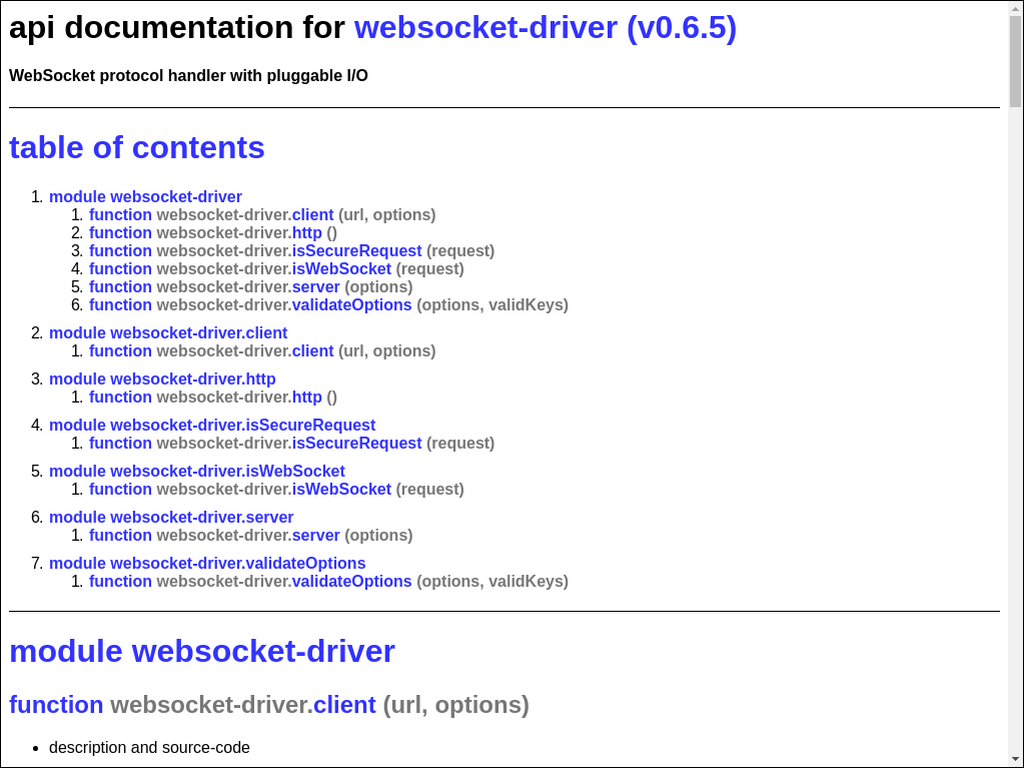 api documentation for websocket-driver (v0.6.5)
WebSocket protocol handler with pluggable I/O
table of contents
1. module websocket-driver
1. function websocket-driver.client (url, options)
2. function websocket-driver.http ()
3. function websocket-driver.isSecureRequest (request)
4. function websocket-driver.isWebSocket (request)
5. function websocket-driver.server (options)
6. function websocket-driver.validateOptions (options, validKeys)
2. module websocket-driver.client
1. function websocket-driver.client (url, options)
3. module websocket-driver.http
1. function websocket-driver.http ()
4. module websocket-driver.isSecureRequest
1. function websocket-driver.isSecureRequest (request)
5. module websocket-driver.isWebSocket
1. function websocket-driver.isWebSocket (request)
6. module websocket-driver.server
1. function websocket-driver.server (options)
7. module websocket-driver.validateOptions
1. function websocket-driver.validateOptions (options, validKeys)
module websocket-driver
function websocket-driver.client (url, options)
• description and source-code